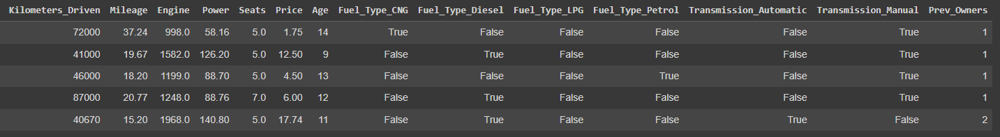 Kilometers_Driven Mileage Engine Power Seats Price Age Fuel_Type_CNG Fuel_Type_Diesel Fuel_Type_LPG Fuel_Type_Petrol Transmission_Automatic Transmission_Manual Prev_Owners
72000 37.24 998.0 58.16 5.0 1.75 14 True False False False False True 1
41000 19.67 1582.0 126.20 5.0 12.50 9 False True False False False True 1
46000 18.20 1199.0 88.70 5.0 4.50 13 False False False True False True 1
87000 20.77 1248.0 88.76 7.0 6.00 12 False True False False False True 1
40670 15.20 1968.0 140.80 5.0 17.74 11 False True False False True False 2